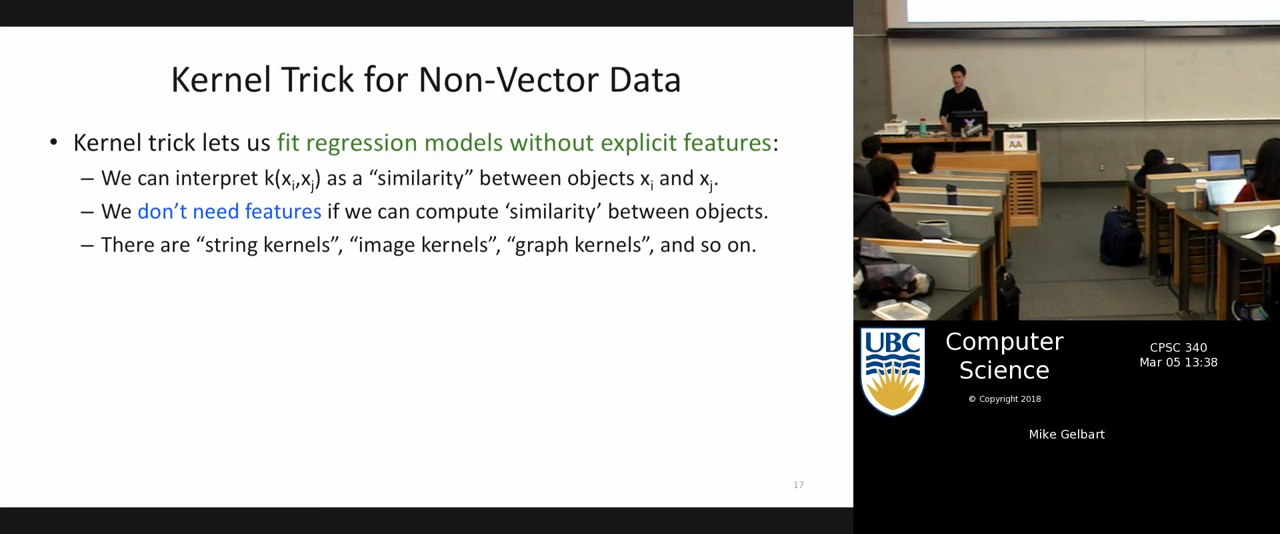 Kernel Trick for Non-Vector Data
• Kernel trick lets us fit regression models without explicit features:
– We can interpret k(xi,xj) as a “similarity” between objects xi and xj.
– We don’t need features if we can compute ‘similarity’ between objects.
– There are “string kernels”, “image kernels”, “graph kernels”, and so on.
17
AA
UBC
Computer
Science
© Copyright 2018
CPSC 340
Mar 05 13:38
Mike Gelbart